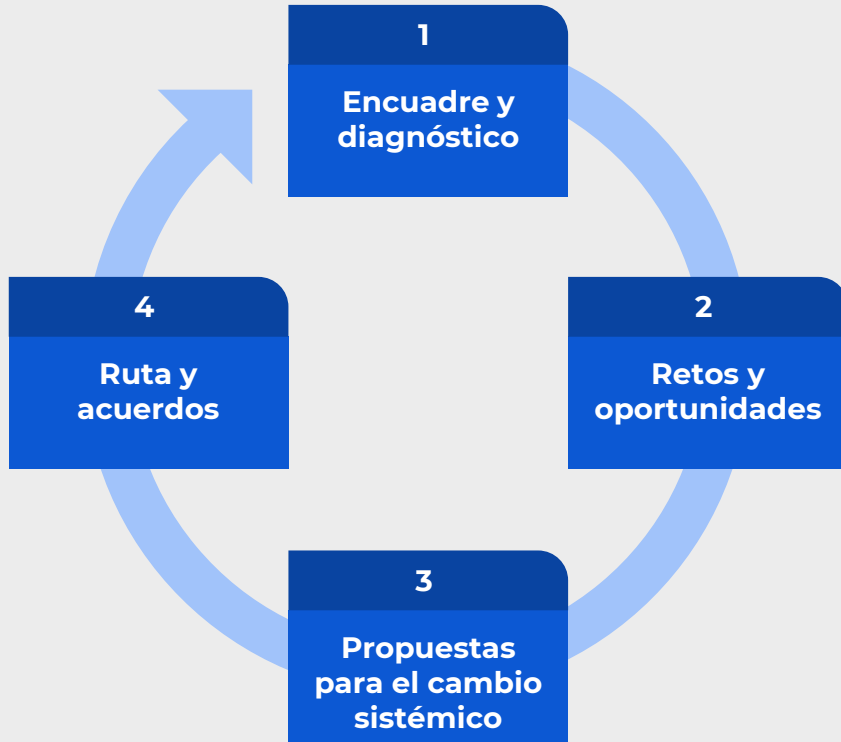 1
Encuadre y
diagnóstico
2
Retos y
oportunidades
3
Propuestas
para el cambio
sistémico
4
Ruta y
acuerdos